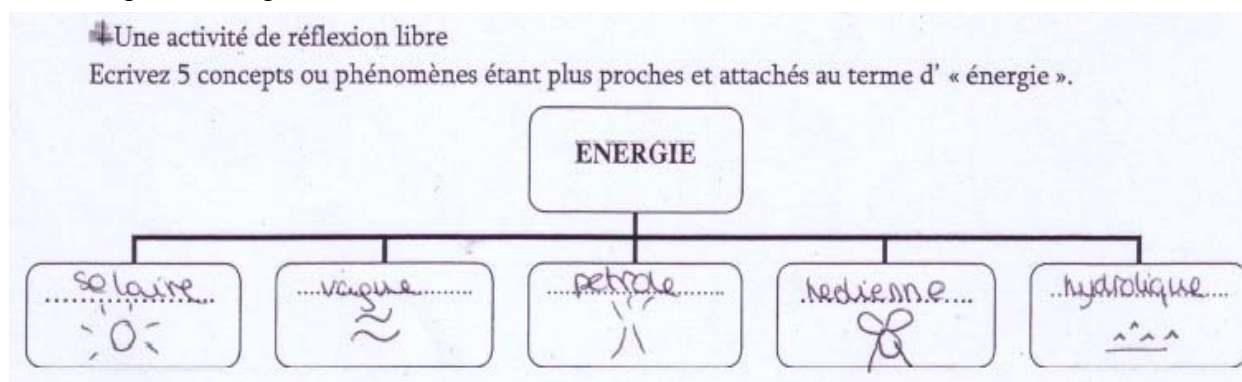 Une activité de réflexion libre
Ecrivez 5 concepts ou phénomènes étant plus proches et attachés au terme d' « énergie ».
ENERGIE
solaire
vague
petrole
hydrolique